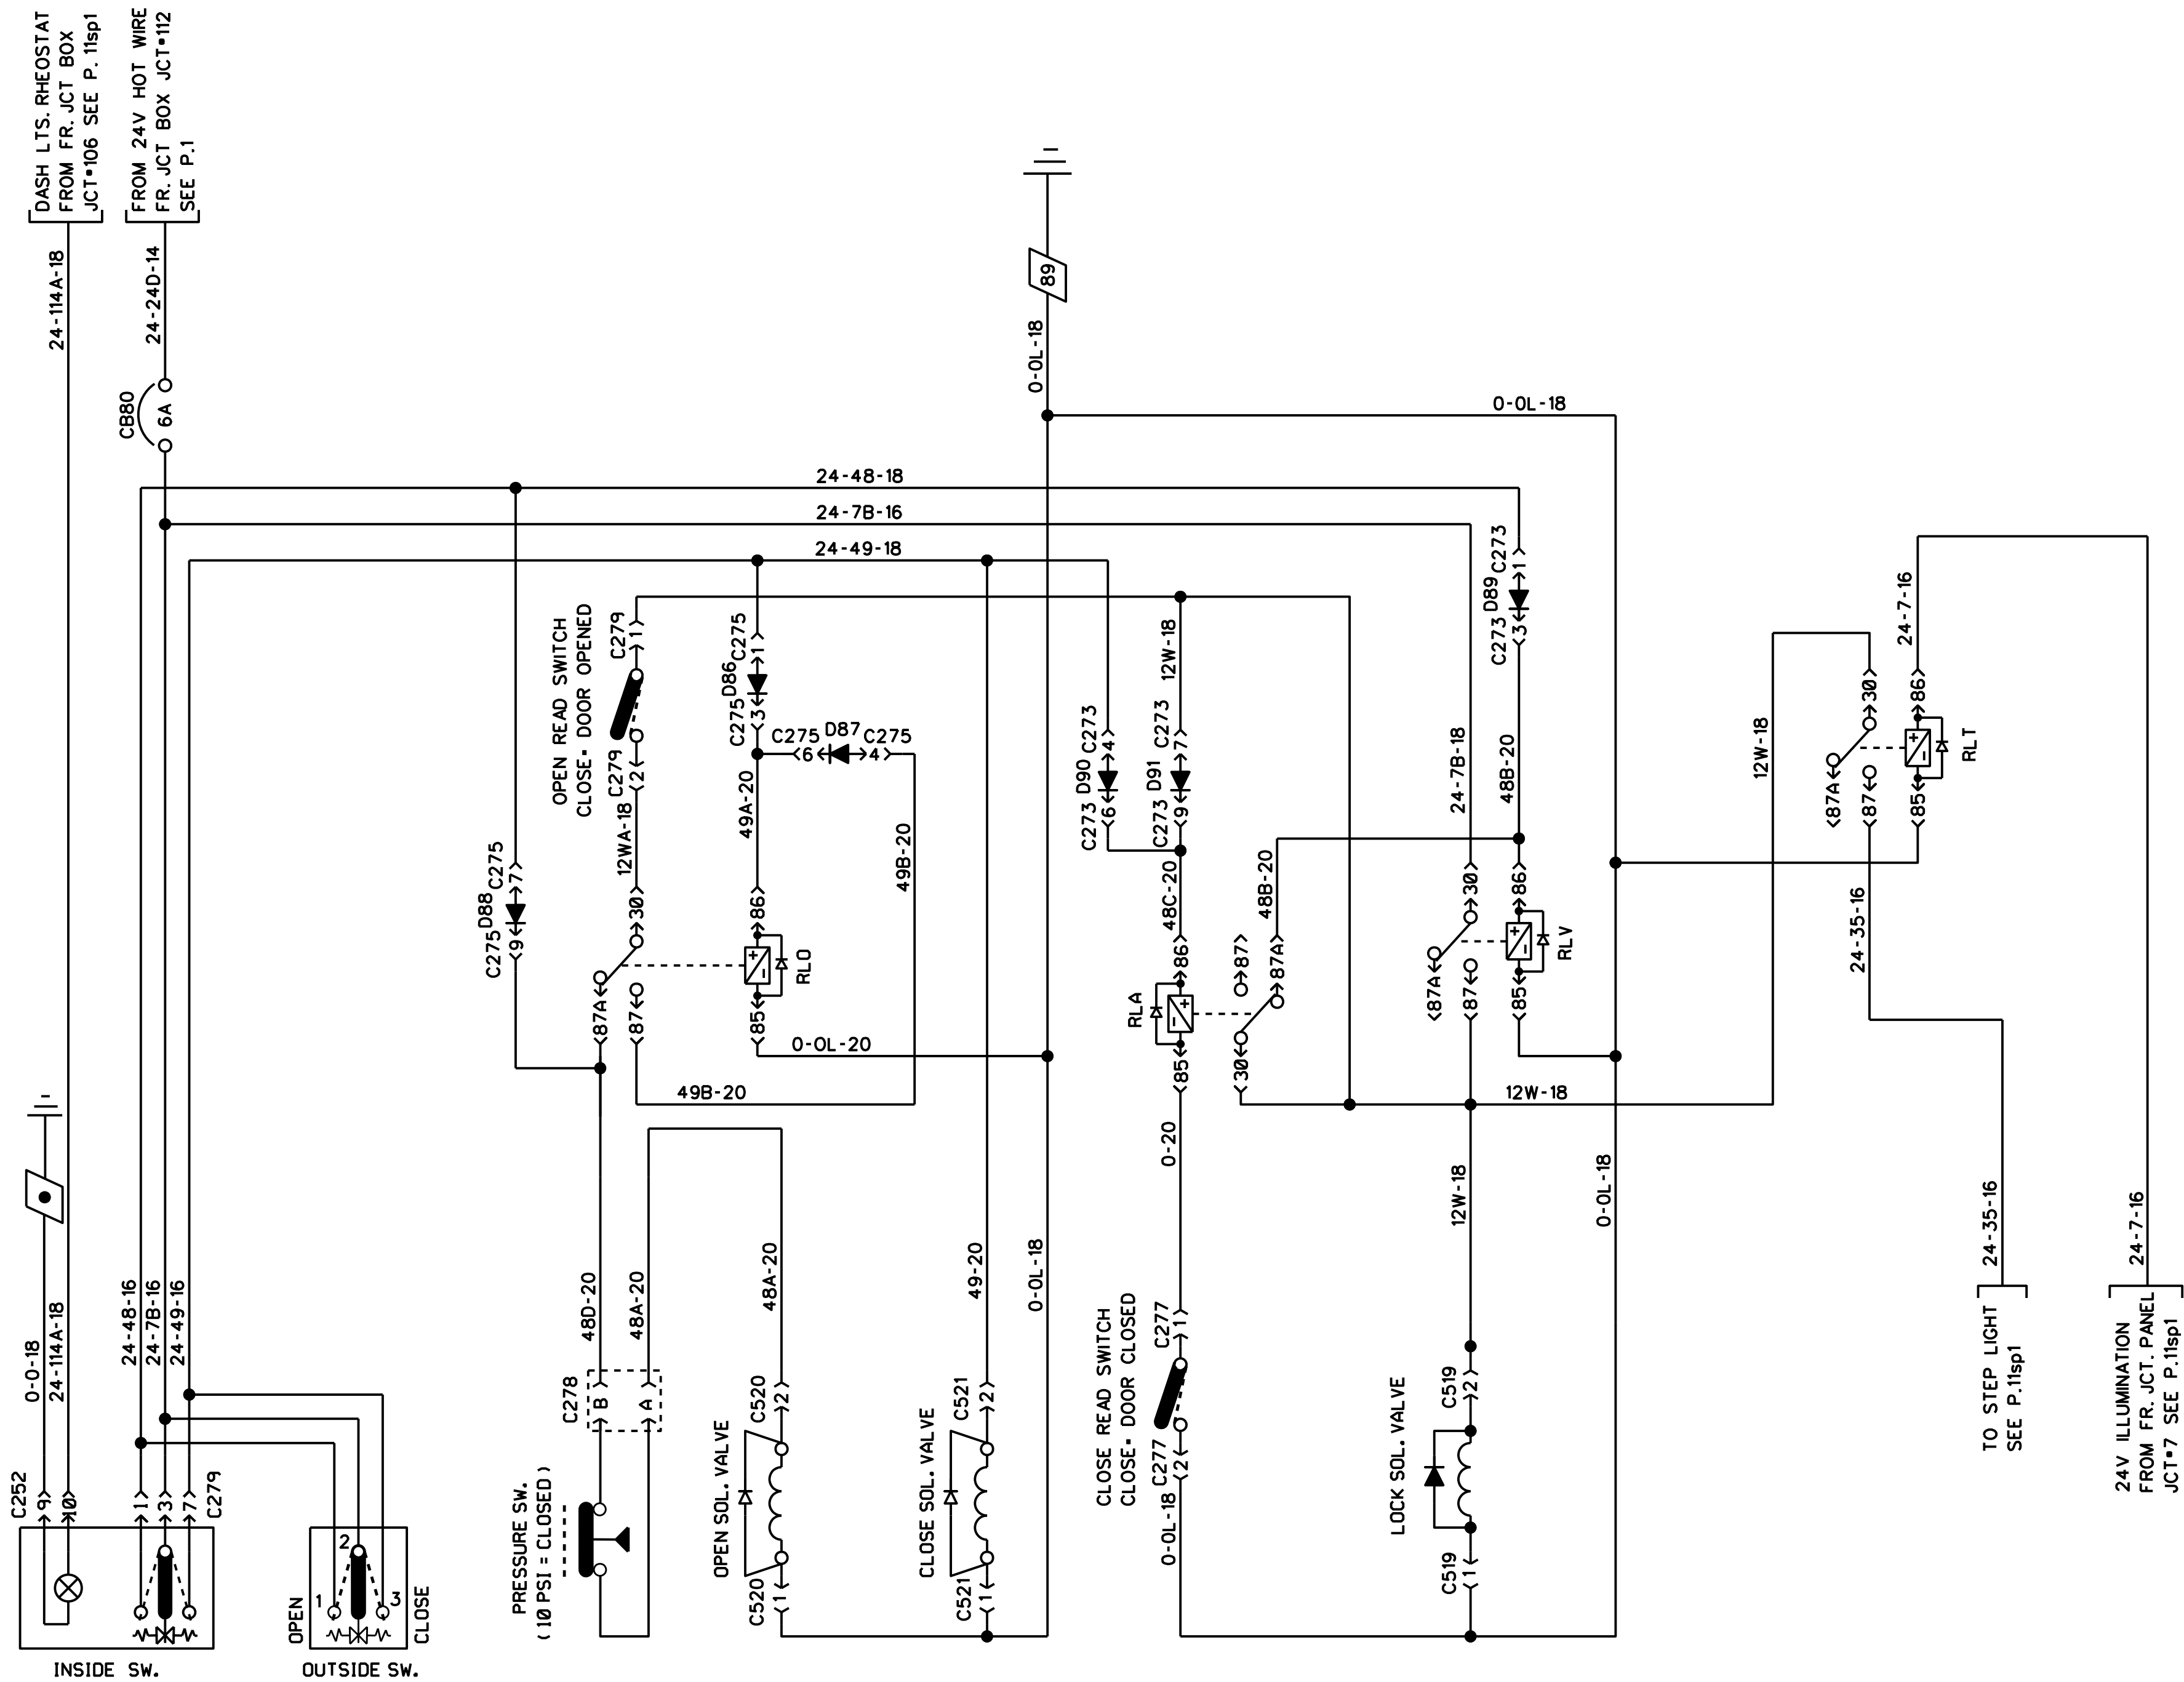 DASH LTS. RHEOSTAT
FROM FR. JCT BOX
JCT•106 SEE P. 11sp1
FROM 24V HOT WIRE
FR. JCT BOX JCT•112
SEE P.1
24-114A-18
24-24D-14
CB80
6A
89
0-0L-18
0-0L-18
24-48-18
24-7B-16
24-49-18
OPEN READ SWITCH
CLOSE• DOOR OPENED
C279
1
C279
2
12WA-18
C275
1
D86
C275
3
C275
6
D87
C275
4
49A-20
49B-20
C275
7
D88
C275
9
30
86
87A
87
85
RLO
0-0L-20
49B-20
12W-18
C273
4
D90
C273
6
C273
7
D91
C273
9
48C-20
48B-20
RLA
86
85
87
87A
30
0-20
C273
1
D89
C273
3
24-7B-18
48B-20
30
86
87A
87
85
RLV
12W-18
12W-18
24-7-16
30
86
87A
87
85
RLT
24-35-16
12W-18
0-0L-18
24-35-16
24-7-16
TO STEP LIGHT
SEE P.11sp1
24V ILLUMINATION
FROM FR. JCT. PANEL
JCT•7 SEE P.11sp1
0-0-18
24-114A-18
24-48-16
24-7B-16
24-49-16
C252
9
10
1
3
7
C279
INSIDE SW.
OPEN
1
2
3
CLOSE
OUTSIDE SW.
48D-20
48A-20
C278
B
A
PRESSURE SW.
( 10 PSI = CLOSED )
48A-20
OPEN SOL. VALVE
C520
2
C520
1
49-20
0-0L-18
CLOSE SOL. VALVE
C521
2
C521
1
CLOSE READ SWITCH
CLOSE• DOOR CLOSED
C277
1
C277
2
0-0L-18
LOCK SOL. VALVE
C519
2
C519
1